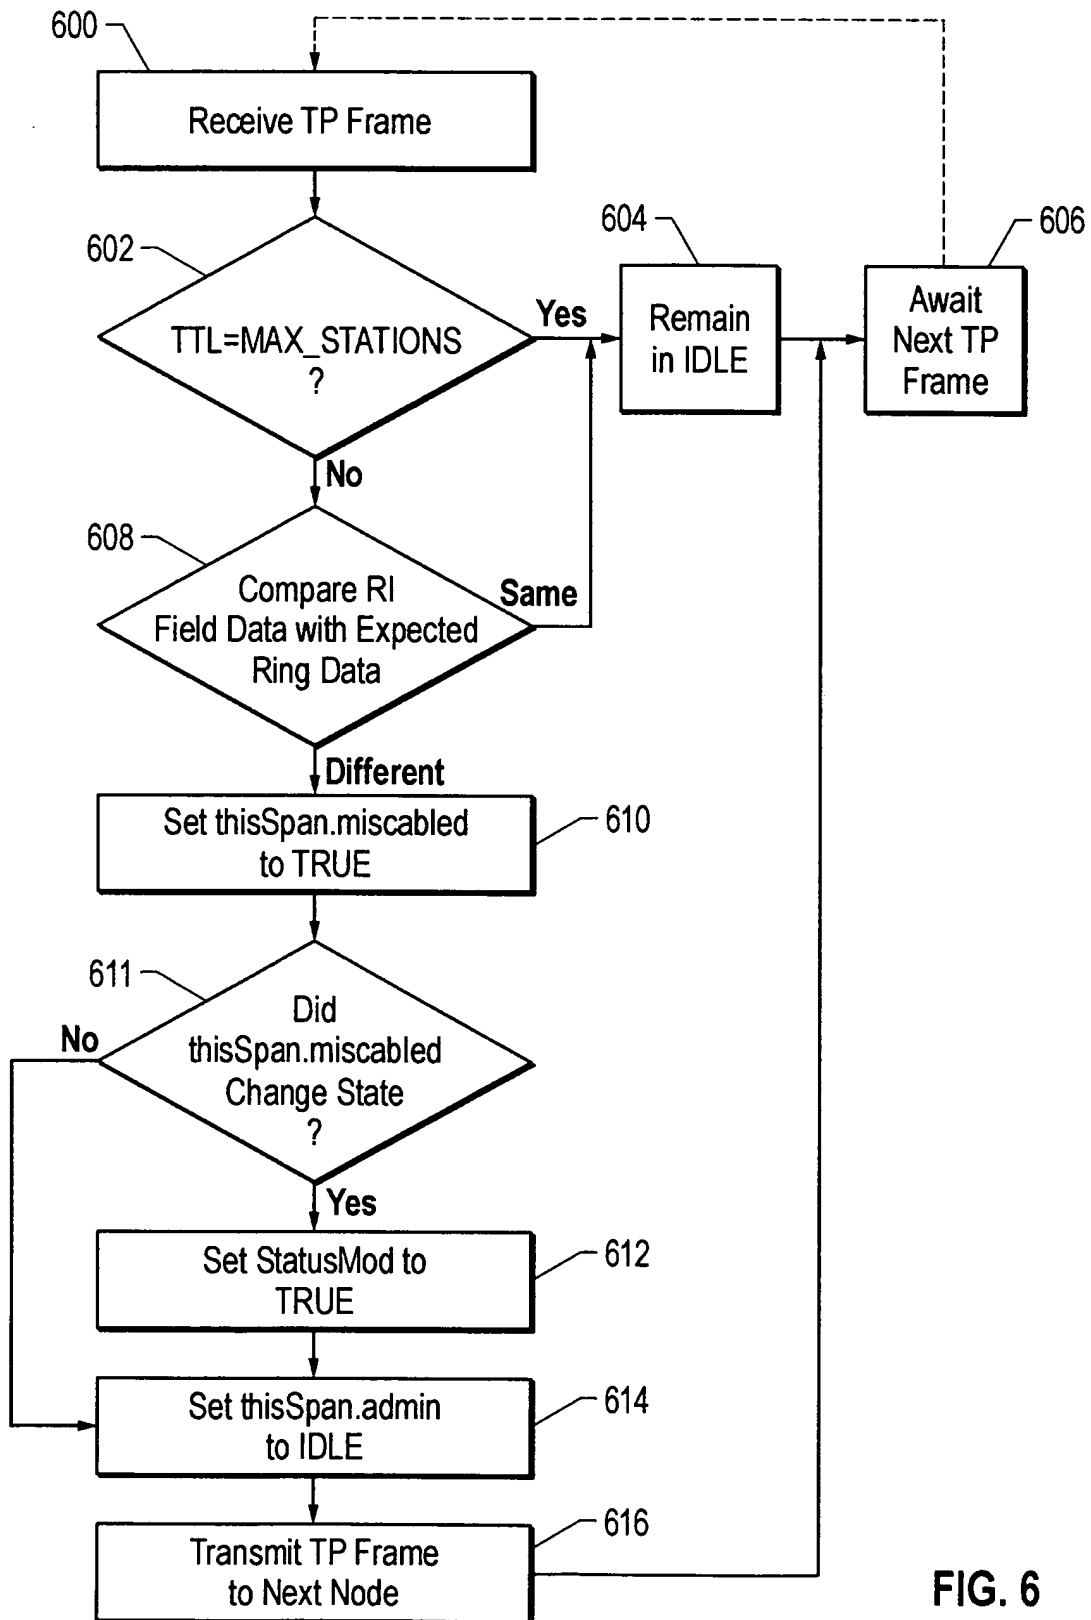 600
Receive TP Frame
602
TTL=MAX_STATIONS
?
Yes
No
604
Remain
in IDLE
606
Await
Next TP
Frame
608
Compare RI
Field Data with Expected
Ring Data
Same
Different
Set thisSpan.miscabled
to TRUE
610
611
Did
thisSpan.miscabled
Change State
?
No
Yes
Set StatusMod to
TRUE
612
Set thisSpan.admin
to IDLE
614
Transmit TP Frame
to Next Node
616
FIG. 6